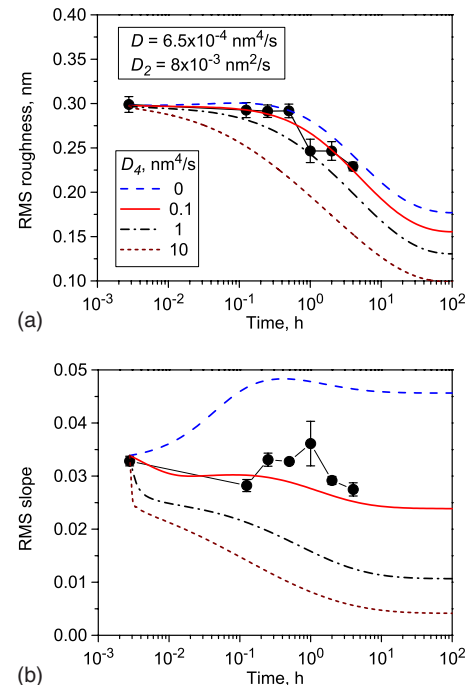 0.40
0.35
0.30
0.25
0.20
0.15
0.10
RMS roughness, nm
D = 6.5x10⁻⁴ nm⁴/s
D₂ = 8x10⁻³ nm²/s
D₄, nm⁴/s
0
0.1
1
10
10⁻³ 10⁻² 10⁻¹ 10⁰ 10¹ 10²
Time, h
(a)
0.05
0.04
0.03
0.02
0.01
0.00
RMS slope
10⁻³ 10⁻² 10⁻¹ 10⁰ 10¹ 10²
Time, h
(b)